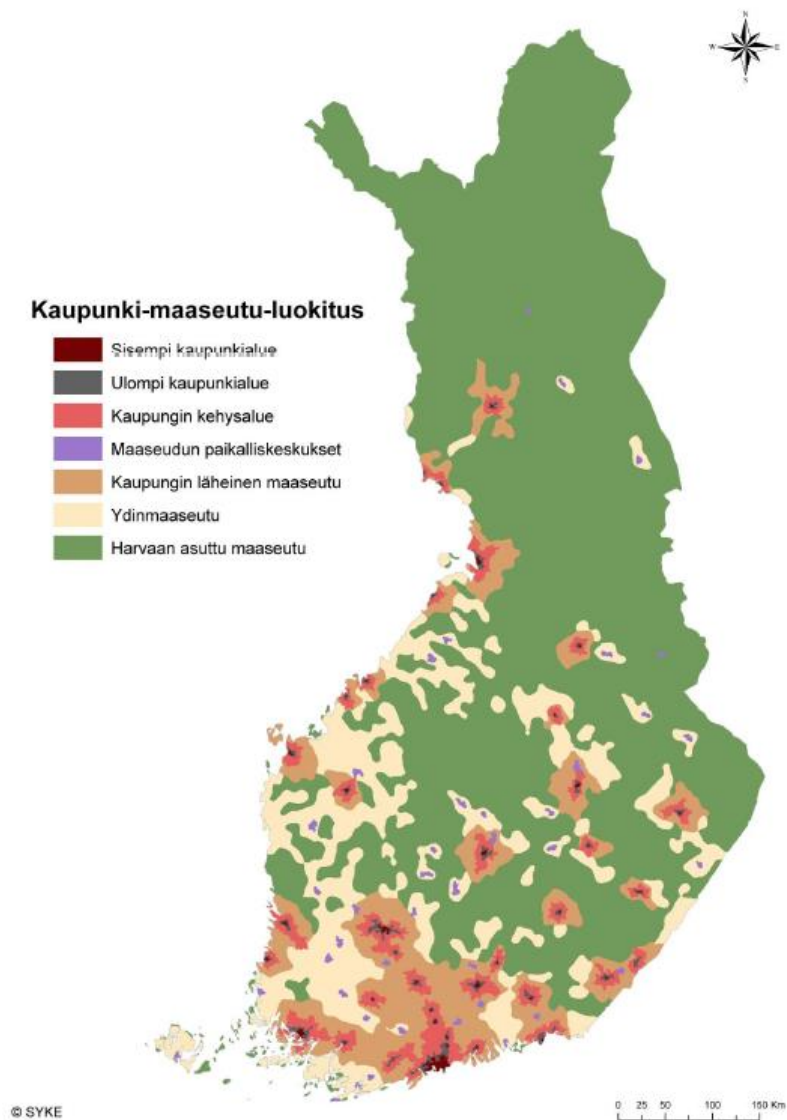 N
W E
N
Kaupunki-maaseutu-luokitus
Sisempi kaupunkialue
Ulompi kaupunkialue
Kaupungin kehysalue
Maaseudun paikalliskeskukset
Kaupungin läheinen maaseutu
Ydinmaaseutu
Harvaan asuttu maaseutu
© SYKE
0 25 50 100 150 Km